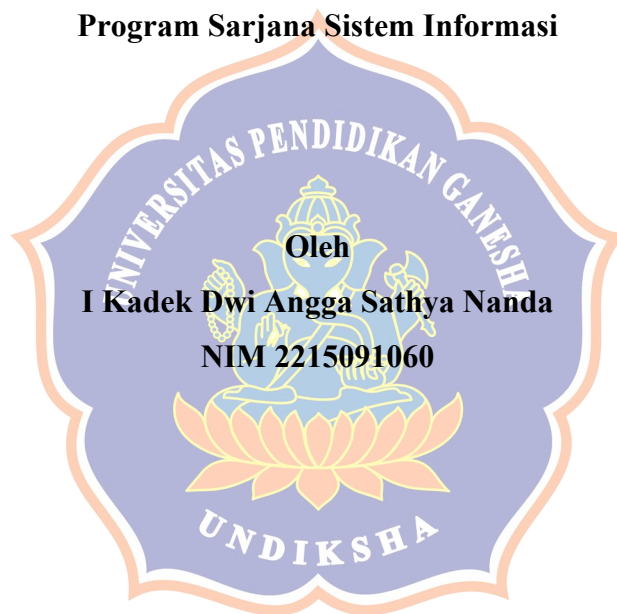 Program Sarjana Sistem Informasi
UNIVERSITAS PENDIDIKAN GANESHA
Oleh
I Kadek Dwi Angga Sathya Nanda
NIM 2215091060
UNDIKSHA